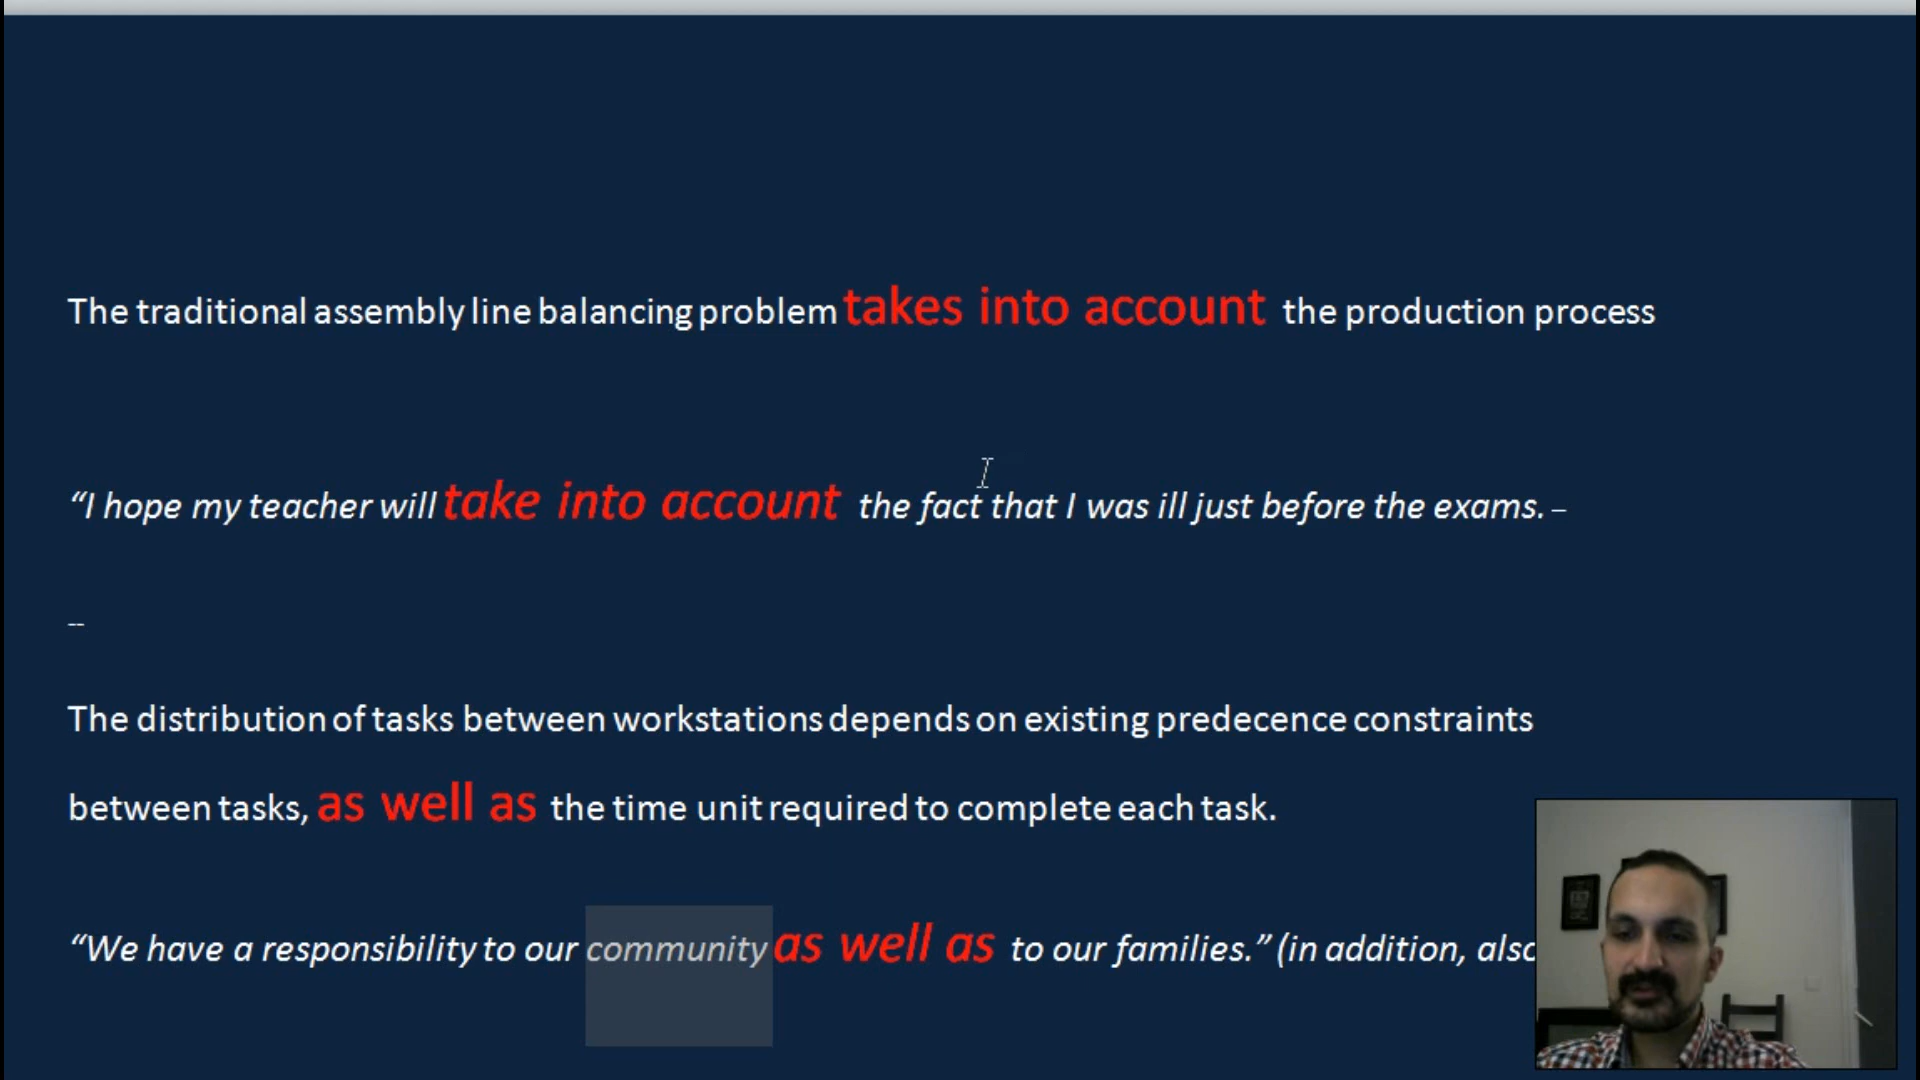 The traditional assembly line balancing problem takes into account the production process
“I hope my teacher will take into account the fact that I was ill just before the exams. –
--
The distribution of tasks between workstations depends on existing predecence constraints
between tasks, as well as the time unit required to complete each task.
“We have a responsibility to our community as well as to our families.” (in addition, also